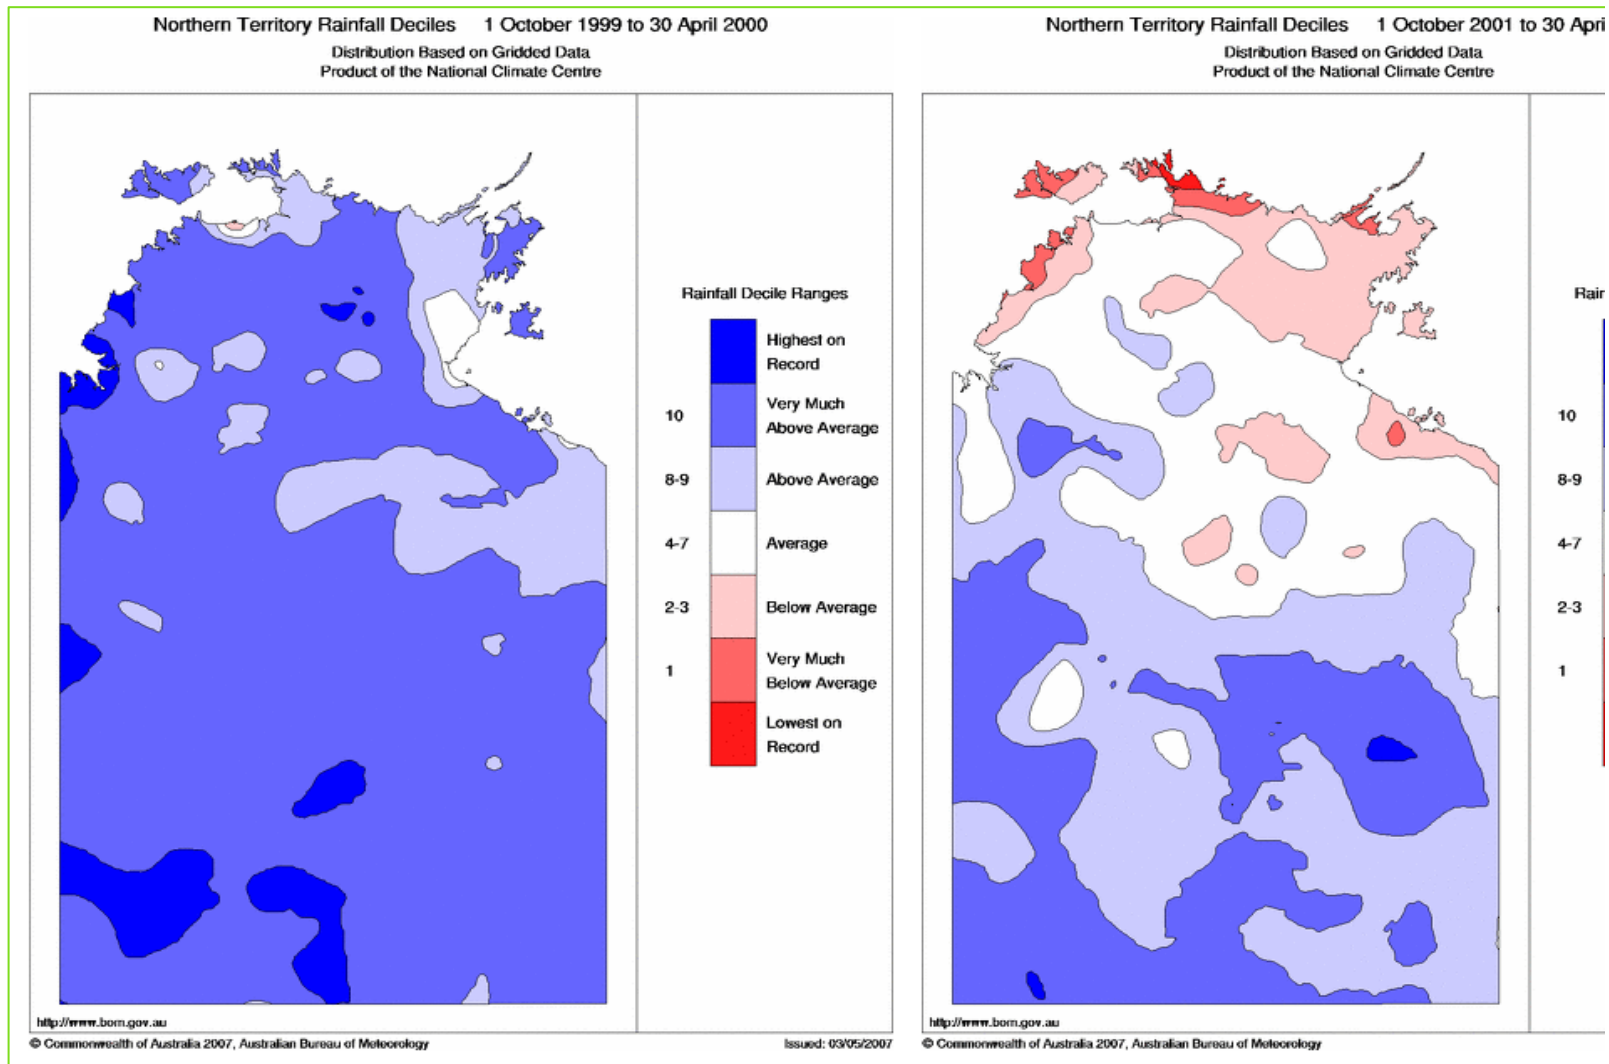 Northern Territory Rainfall Deciles 1 October 1999 to 30 April 2000
Distribution Based on Gridded Data
Product of the National Climate Centre
Rainfall Decile Ranges
Highest on
Record
10
Very Much
Above Average
8-9
Above Average
4-7
Average
2-3
Below Average
1
Very Much
Below Average
Lowest on
Record
http://www.bom.gov.au
© Commonwealth of Australia 2007, Australian Bureau of Meteorology
Issued: 03/05/2007
Northern Territory Rainfall Deciles 1 October 2001 to 30 Apri
Distribution Based on Gridded Data
Product of the National Climate Centre
Rain
10
8-9
4-7
2-3
1
http://www.bom.gov.au
© Commonwealth of Australia 2007, Australian Bureau of Meteorology